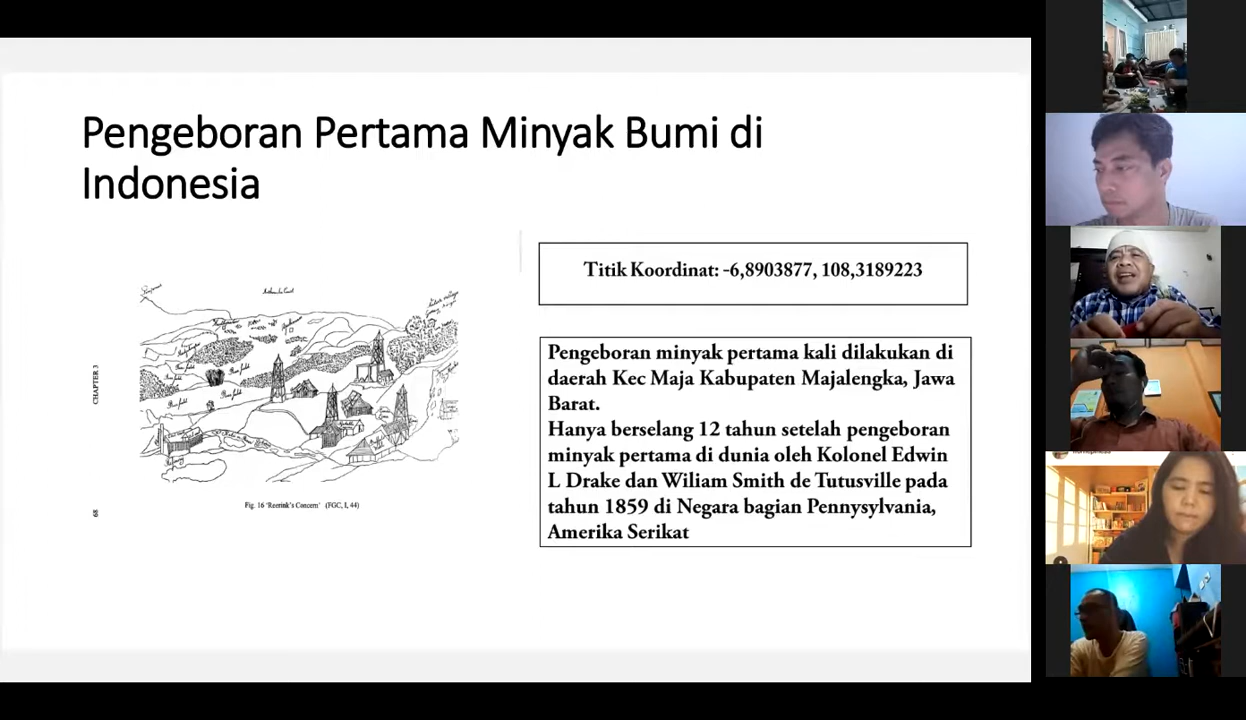 Pengeboran Pertama Minyak Bumi di
Indonesia
CHAPTER 3
68
Fig. 16 'Reerink's Concern' (FGC, I, 44)
Titik Koordinat: -6,8903877, 108,3189223
Pengeboran minyak pertama kali dilakukan di
daerah Kec Maja Kabupaten Majalengka, Jawa
Barat.
Hanya berselang 12 tahun setelah pengeboran
minyak pertama di dunia oleh Kolonel Edwin
L Drake dan Wiliam Smith de Tutusville pada
tahun 1859 di Negara bagian Pennysylvania,
Amerika Serikat